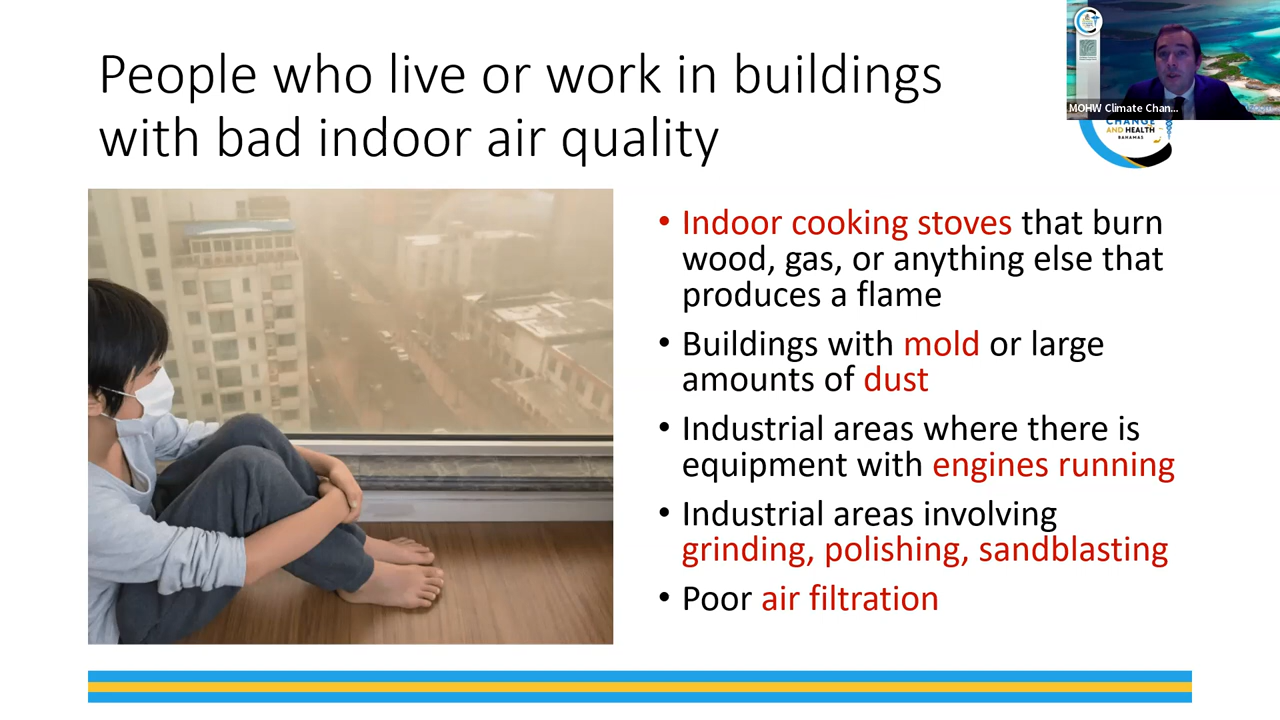 People who live or work in buildings
with bad indoor air quality
MOHW Climate Chan...
CHANGE
AND HEALTH
BAHAMAS
• Indoor cooking stoves that burn
wood, gas, or anything else that
produces a flame
• Buildings with mold or large
amounts of dust
• Industrial areas where there is
equipment with engines running
• Industrial areas involving
grinding, polishing, sandblasting
• Poor air filtration